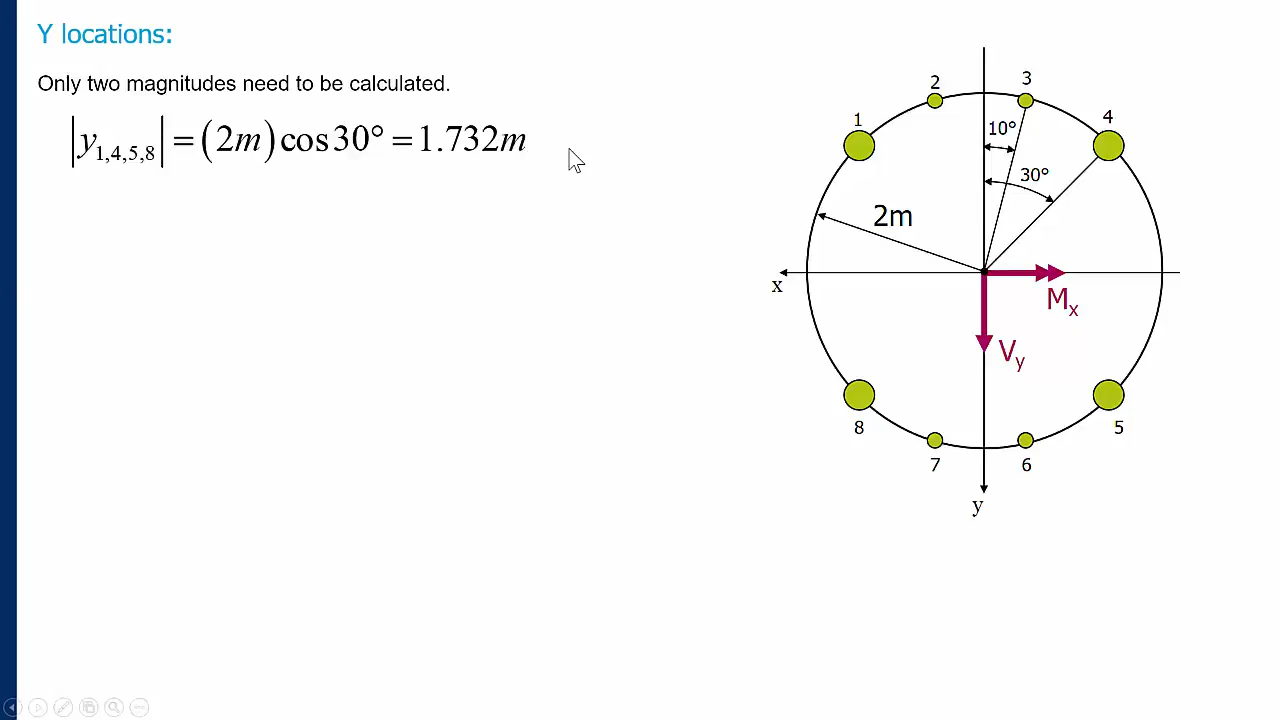 Y locations:
Only two magnitudes need to be calculated.
|y₁,₄,₅,₈| = (2m) cos 30° = 1.732m
2
3
1
4
10°
30°
2m
x
Mₓ
V_y
8
5
7
6
y